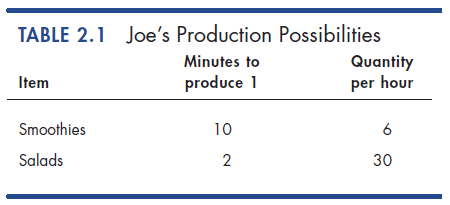 TABLE 2.1 Joe's Production Possibilities
Minutes to Quantity
Item produce 1 per hour
Smoothies 10 6
Salads 2 30